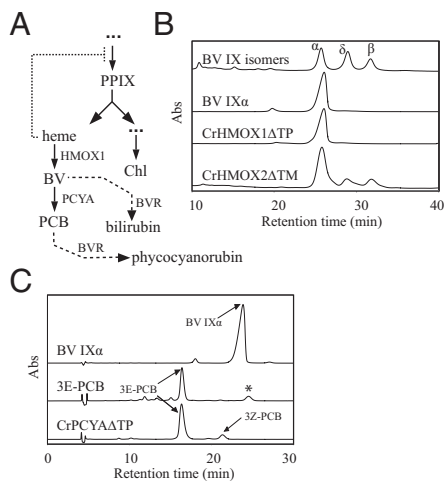 A
...
PPIX
heme
...
HMOX1
Chl
BV
PCYA
BVR
PCB
bilirubin
BVR
phycocyanorubin
B
α δ β
BV IX isomers
BV IXα
CrHMOX1ΔTP
CrHMOX2ΔTM
Abs
10 20 30 40
Retention time (min)
C
BV IXα
BV IXα
3E-PCB
3E-PCB
*
3Z-PCB
CrPCYAΔTP
Abs
0 10 20 30
Retention time (min)